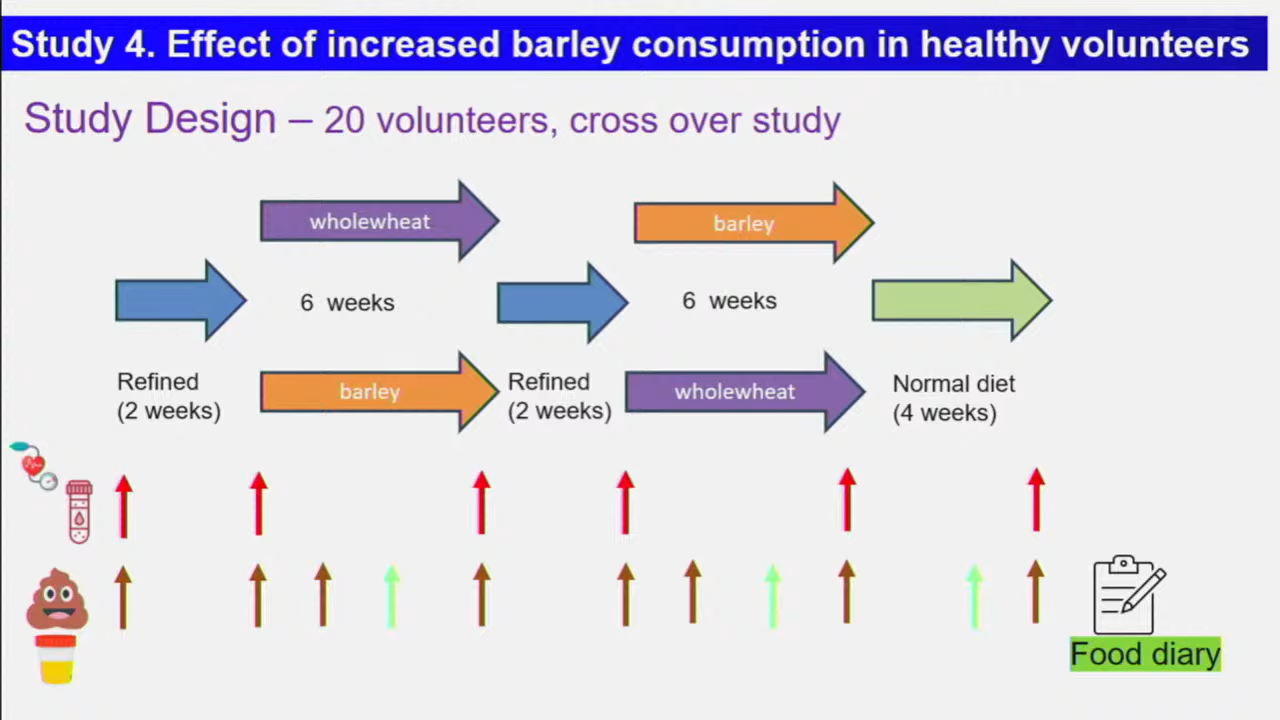 Study 4. Effect of increased barley consumption in healthy volunteers
Study Design – 20 volunteers, cross over study
wholewheat
barley
6 weeks
6 weeks
Refined
(2 weeks)
barley
Refined
(2 weeks)
wholewheat
Normal diet
(4 weeks)
Food diary